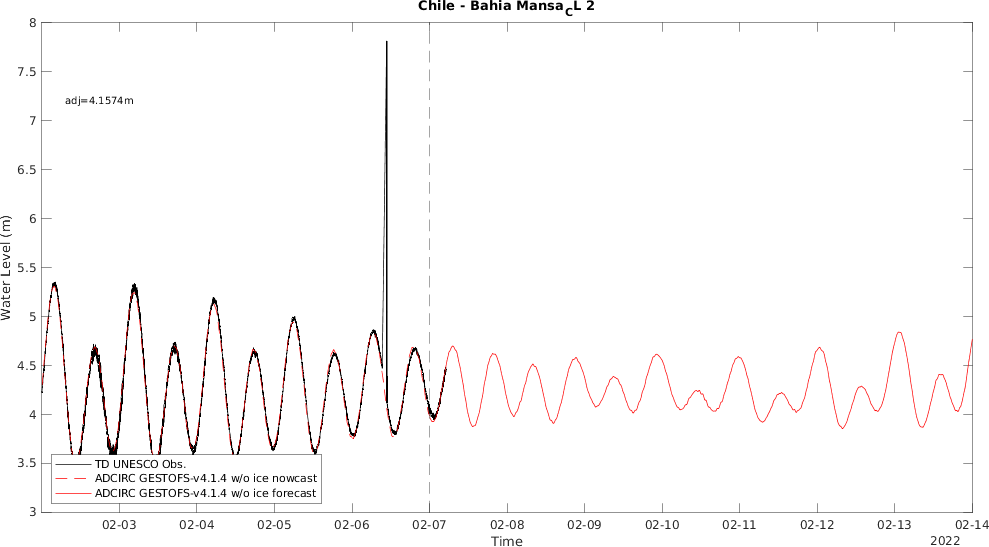 Chile - Bahia Mansa_CL 2
8
7.5
7
6.5
6
5.5
5
4.5
4
3.5
3
Water Level (m)
adj=4.1574m
TD UNESCO Obs.
ADCIRC GESTOFS-v4.1.4 w/o ice nowcast
ADCIRC GESTOFS-v4.1.4 w/o ice forecast
02-03 02-04 02-05 02-06 02-07 02-08 02-09 02-10 02-11 02-12 02-13 02-14
Time
2022